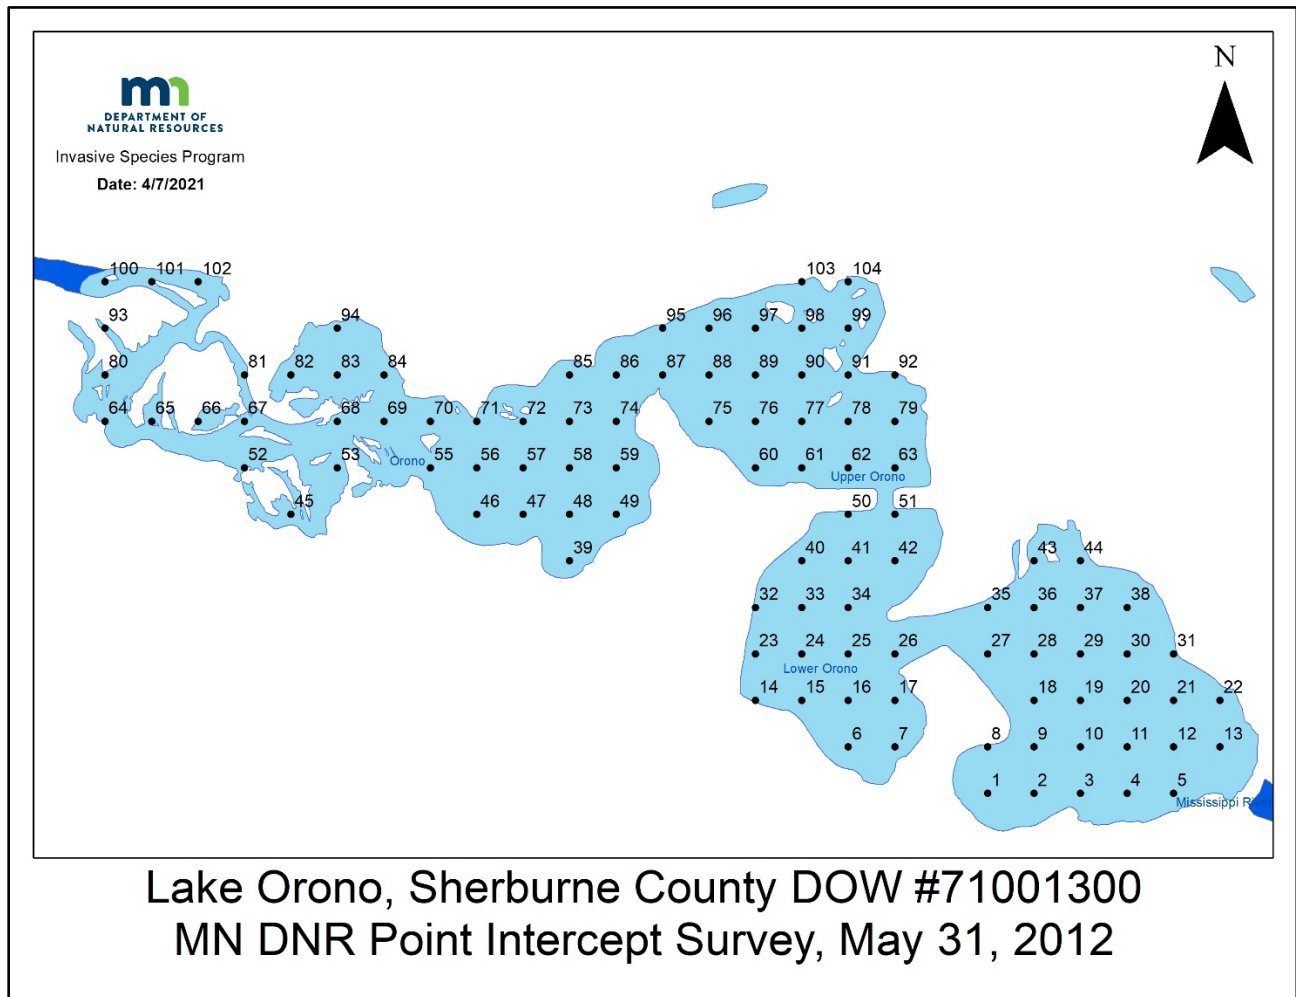 N
mn
DEPARTMENT OF
NATURAL RESOURCES
Invasive Species Program
Date: 4/7/2021
100 101 102 103 104
93 94 95 96 97 98 99
80 81 82 83 84 85 86 87 88 89 90 91 92
64 65 66 67 68 69 70 71 72 73 74 75 76 77 78 79
52 53 Orono 55 56 57 58 59 60 61 62 63
Upper Orono
45 46 47 48 49 50 51
39 40 41 42 43 44
32 33 34 35 36 37 38
23 24 25 26 27 28 29 30 31
Lower Orono
14 15 16 17 18 19 20 21 22
6 7 8 9 10 11 12 13
1 2 3 4 5
Mississippi River
Lake Orono, Sherburne County DOW #71001300
MN DNR Point Intercept Survey, May 31, 2012